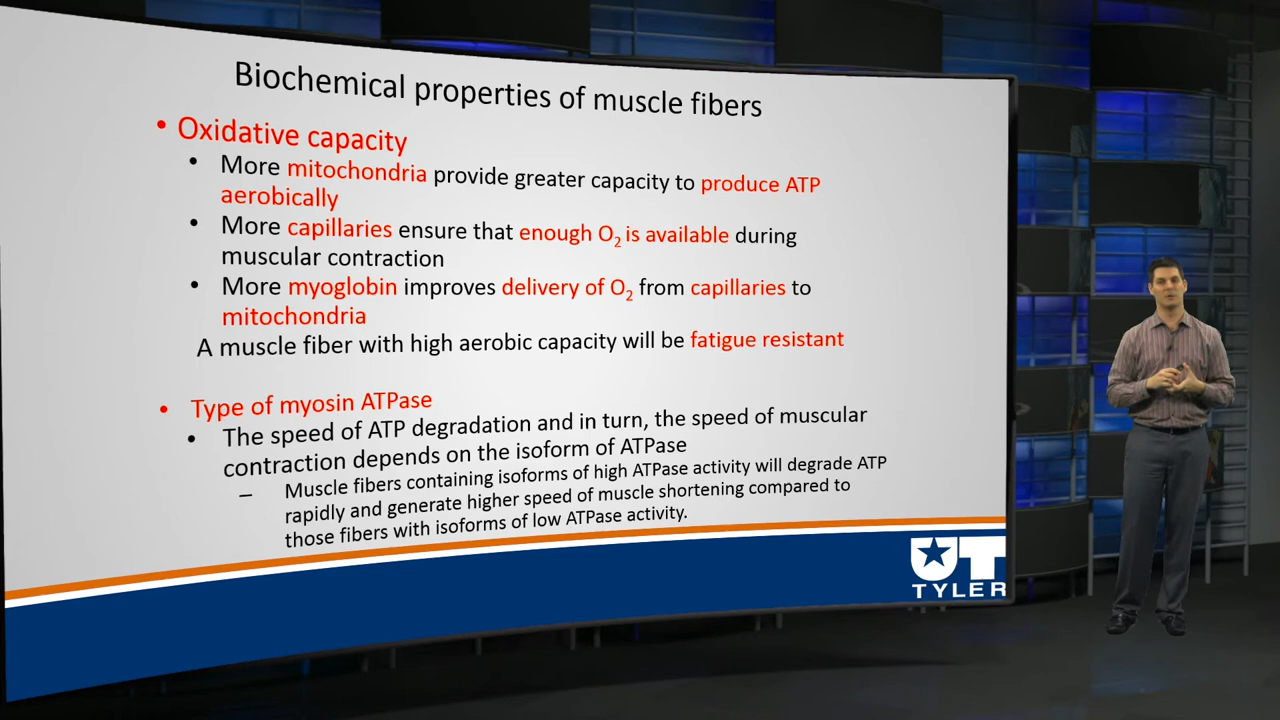 Biochemical properties of muscle fibers
• Oxidative capacity
• More mitochondria provide greater capacity to produce ATP
aerobically
• More capillaries ensure that enough O₂ is available during
muscular contraction
• More myoglobin improves delivery of O₂ from capillaries to
mitochondria
A muscle fiber with high aerobic capacity will be fatigue resistant
• Type of myosin ATPase
• The speed of ATP degradation and in turn, the speed of muscular
contraction depends on the isoform of ATPase
– Muscle fibers containing isoforms of high ATPase activity will degrade ATP
rapidly and generate higher speed of muscle shortening compared to
those fibers with isoforms of low ATPase activity.
UT
TYLER